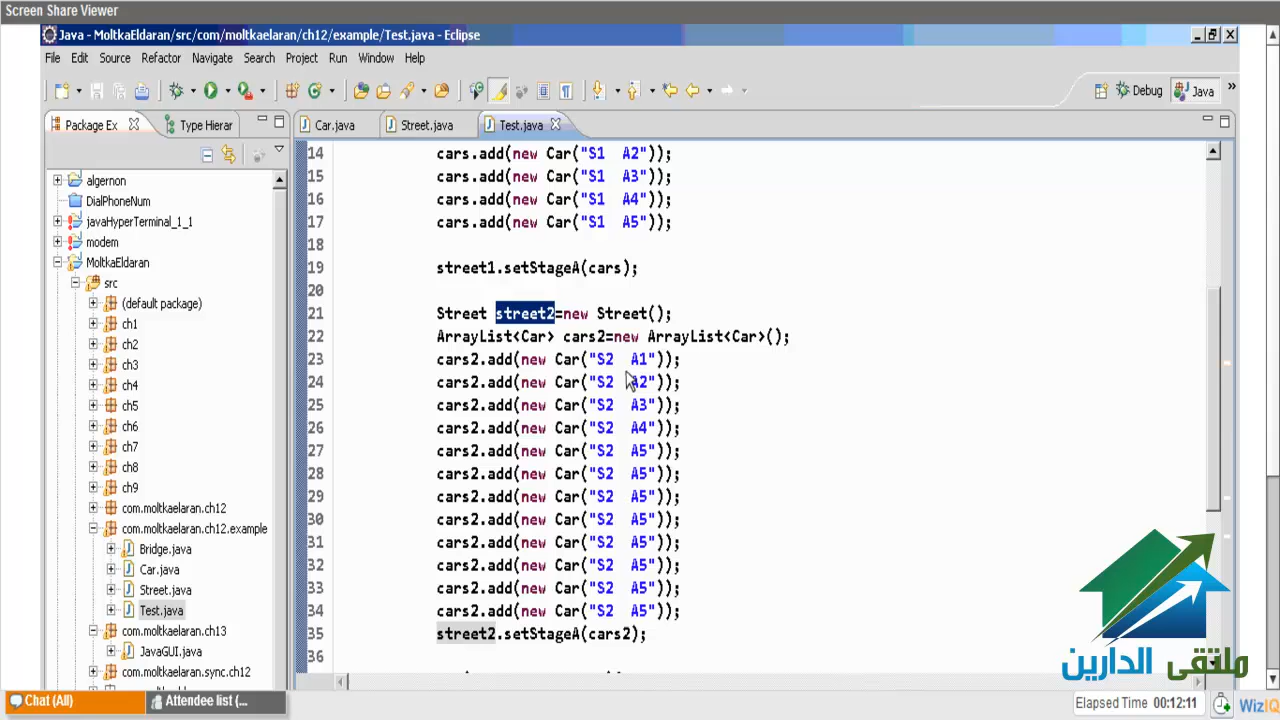 Screen Share Viewer
Java - MoltkaEldaran/src/com/moltkaelaran/ch12/example/Test.java - Eclipse
File Edit Source Refactor Navigate Search Project Run Window Help
Debug Java
Package Ex Type Hierar Car.java Street.java Test.java
14 cars.add(new Car("S1  A2"));
15 cars.add(new Car("S1  A3"));
16 cars.add(new Car("S1  A4"));
17 cars.add(new Car("S1  A5"));
18
19 street1.setStageA(cars);
20
21 Street street2=new Street();
22 ArrayList<Car> cars2=new ArrayList<Car>();
23 cars2.add(new Car("S2  A1"));
24 cars2.add(new Car("S2  A2"));
25 cars2.add(new Car("S2  A3"));
26 cars2.add(new Car("S2  A4"));
27 cars2.add(new Car("S2  A5"));
28 cars2.add(new Car("S2  A5"));
29 cars2.add(new Car("S2  A5"));
30 cars2.add(new Car("S2  A5"));
31 cars2.add(new Car("S2  A5"));
32 cars2.add(new Car("S2  A5"));
33 cars2.add(new Car("S2  A5"));
34 cars2.add(new Car("S2  A5"));
35 street2.setStageA(cars2);
36
algernon
DialPhoneNum
javaHyperTerminal_1_1
modem
MoltkaEldaran
src
(default package)
ch1
ch2
ch3
ch4
ch5
ch6
ch7
ch8
ch9
com.moltkaelaran.ch12
com.moltkaelaran.ch12.example
Bridge.java
Car.java
Street.java
Test.java
com.moltkaelaran.ch13
JavaGUI.java
com.moltkaelaran.sync.ch12
ملتقى الدارين
Chat (All) Attendee list (...
Elapsed Time 00:12:11 WizIQ